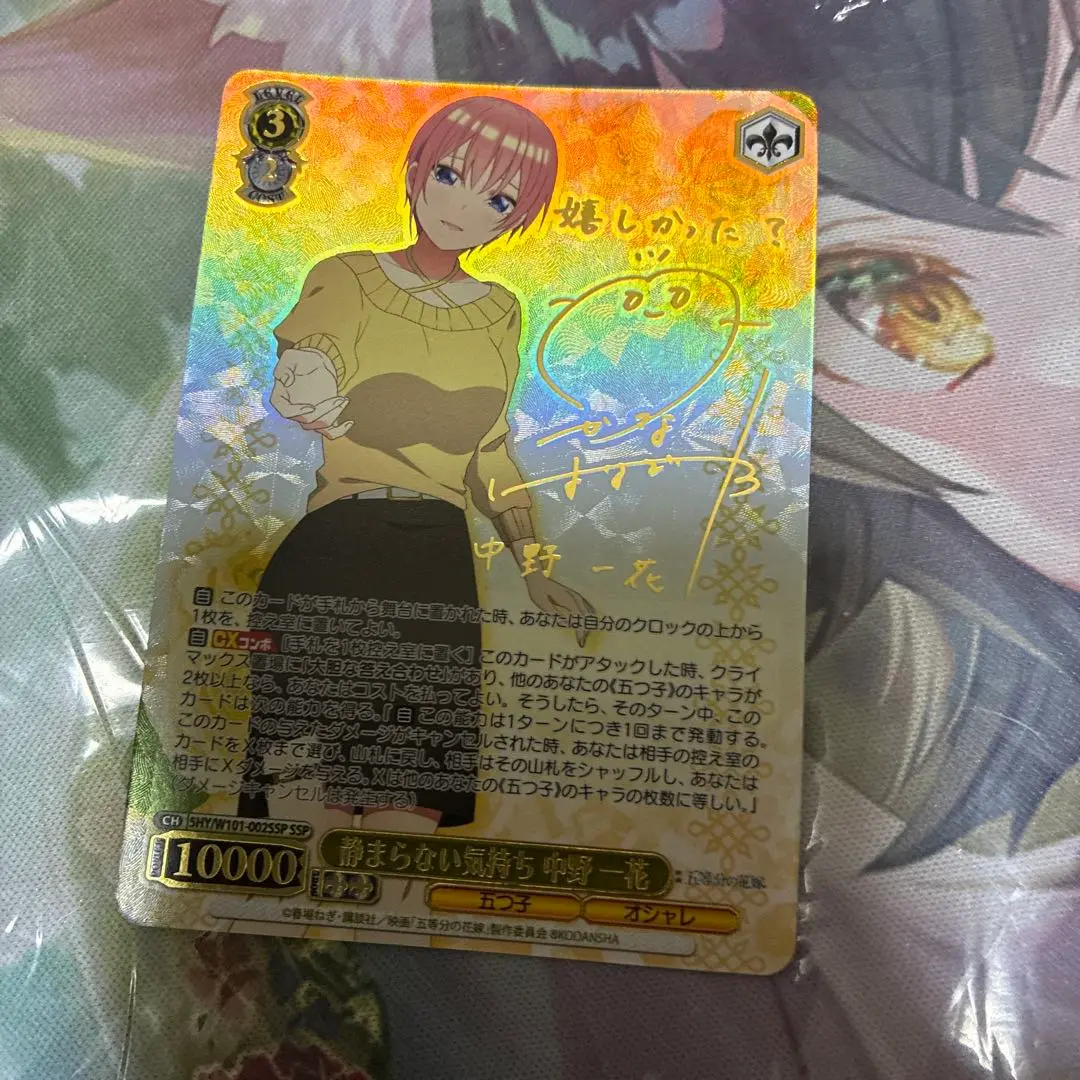 LEVEL
3
2
COST
嬉しかった？
かな
はなざわ
中野 一花
自 このカードが手札から舞台に置かれた時、あなたは自分のクロックの上から
1枚を、控え室に置いてよい。
自 CXコンボ ［手札を1枚控え室に置く］ このカードがアタックした時、クライ
マックス置場に「大胆な答え合わせ」があり、他のあなたの《五つ子》のキャラが
2枚以上なら、あなたはコストを払ってよい。そうしたら、そのターン中、この
カードは次の能力を得る。「自 この能力は1ターンにつき1回まで発動する。
このカードの与えたダメージがキャンセルされた時、あなたは相手の控え室の
カードをX枚まで選び、山札に戻し、相手はその山札をシャッフルし、あなたは
相手にXダメージを与える。Xは他のあなたの《五つ子》のキャラの枚数に等しい。」
（ダメージキャンセルは発生する）
CH 5HY/W101-002SSP SSP
10000 静まらない気持ち 中野 一花 五等分の花嫁
五つ子 オシャレ
©春場ねぎ・講談社／映画「五等分の花嫁」製作委員会 ®KODANSHA